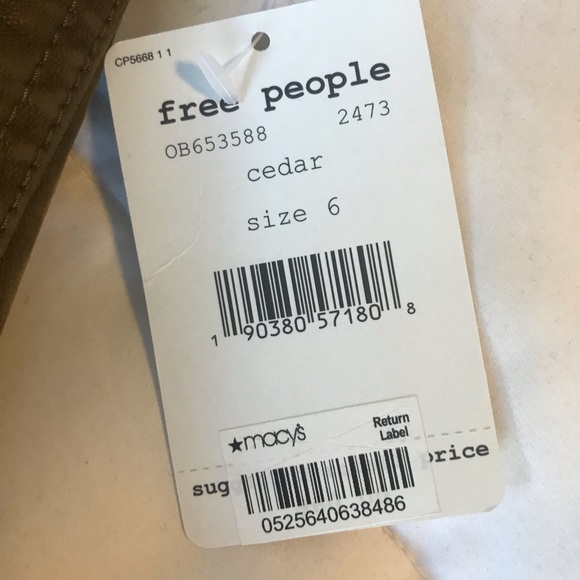 CP5668 1 1
free people
OB653588 2473
cedar
size 6
1 90380 57180 8
★macy's Return Label
sug price
0525640638486